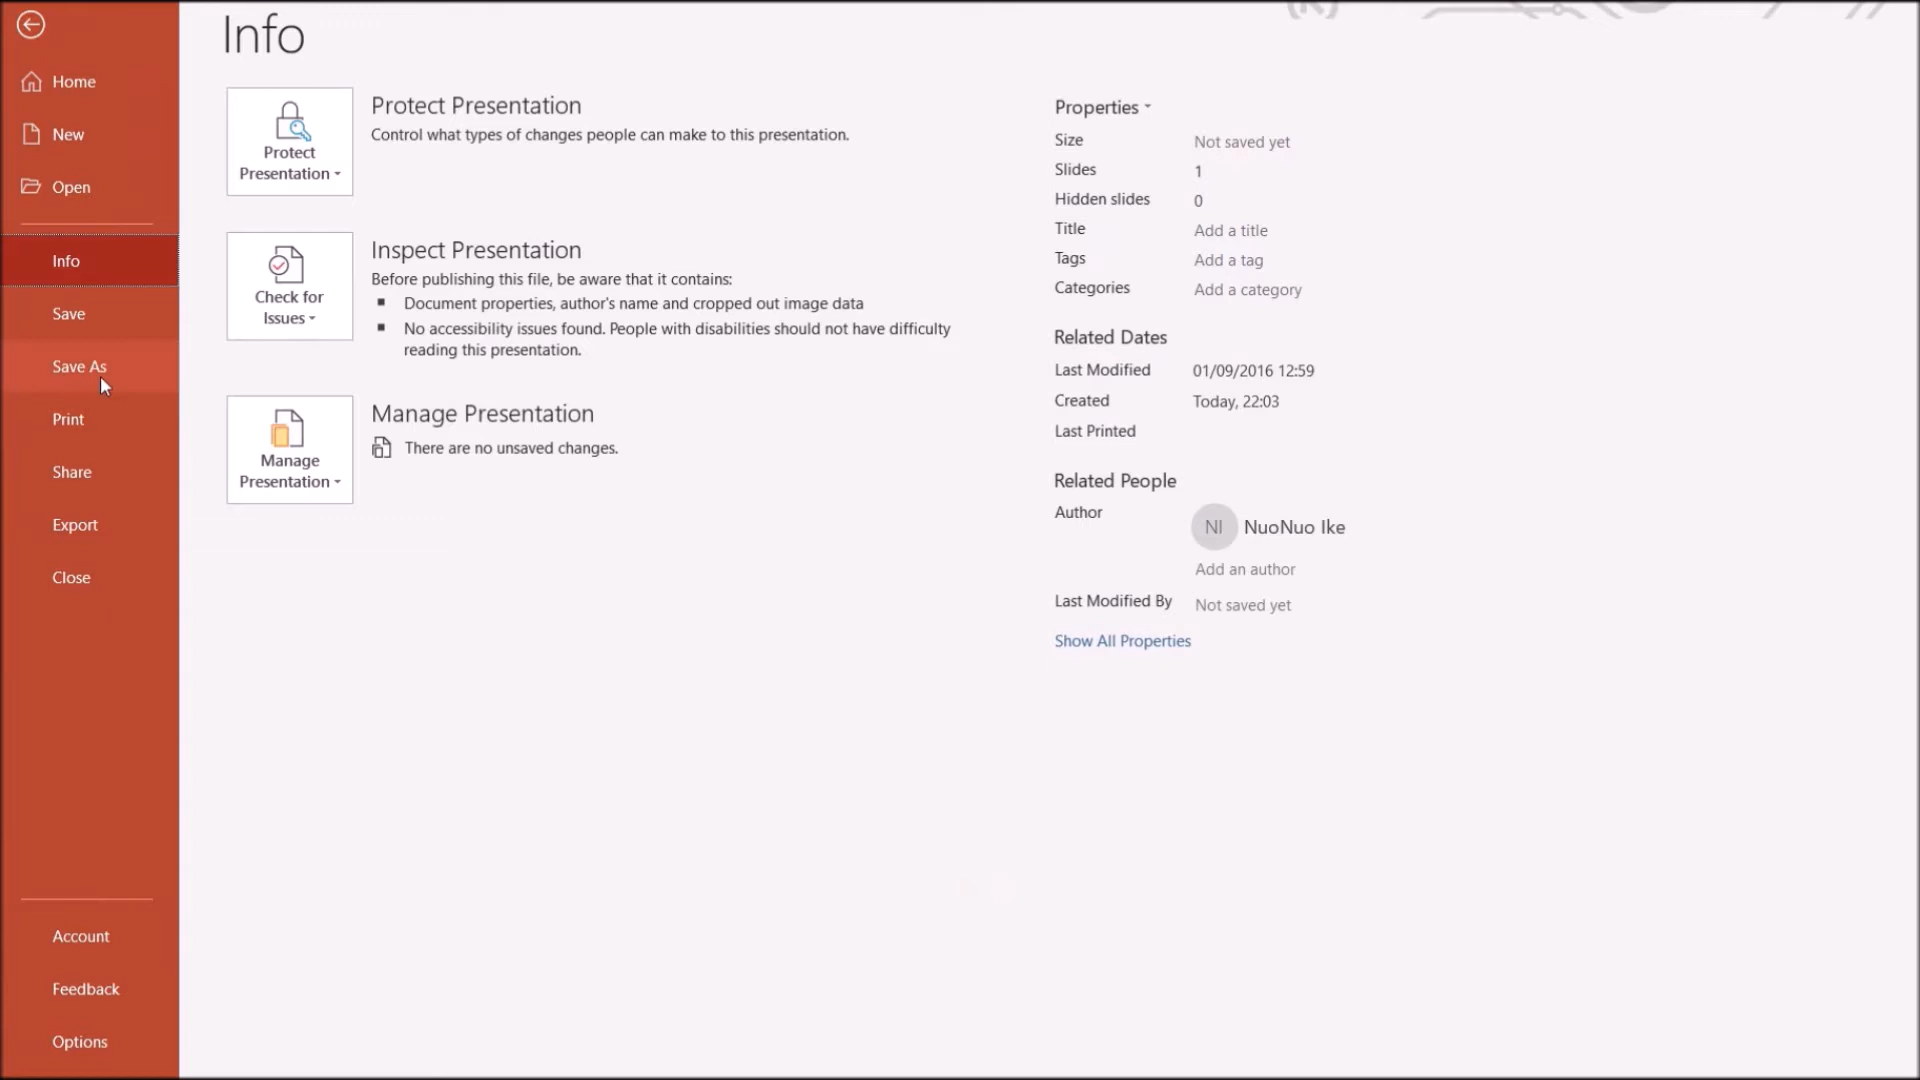 Info
Home
New
Open
Info
Save
Save As
Print
Share
Export
Close
Account
Feedback
Options
Protect
Presentation
Protect Presentation
Control what types of changes people can make to this presentation.
Check for
Issues
Inspect Presentation
Before publishing this file, be aware that it contains:
Document properties, author's name and cropped out image data
No accessibility issues found. People with disabilities should not have difficulty
reading this presentation.
Manage
Presentation
Manage Presentation
There are no unsaved changes.
Properties
Size Not saved yet
Slides 1
Hidden slides 0
Title Add a title
Tags Add a tag
Categories Add a category
Related Dates
Last Modified 01/09/2016 12:59
Created Today, 22:03
Last Printed
Related People
Author
NI NuoNuo Ike
Add an author
Last Modified By Not saved yet
Show All Properties